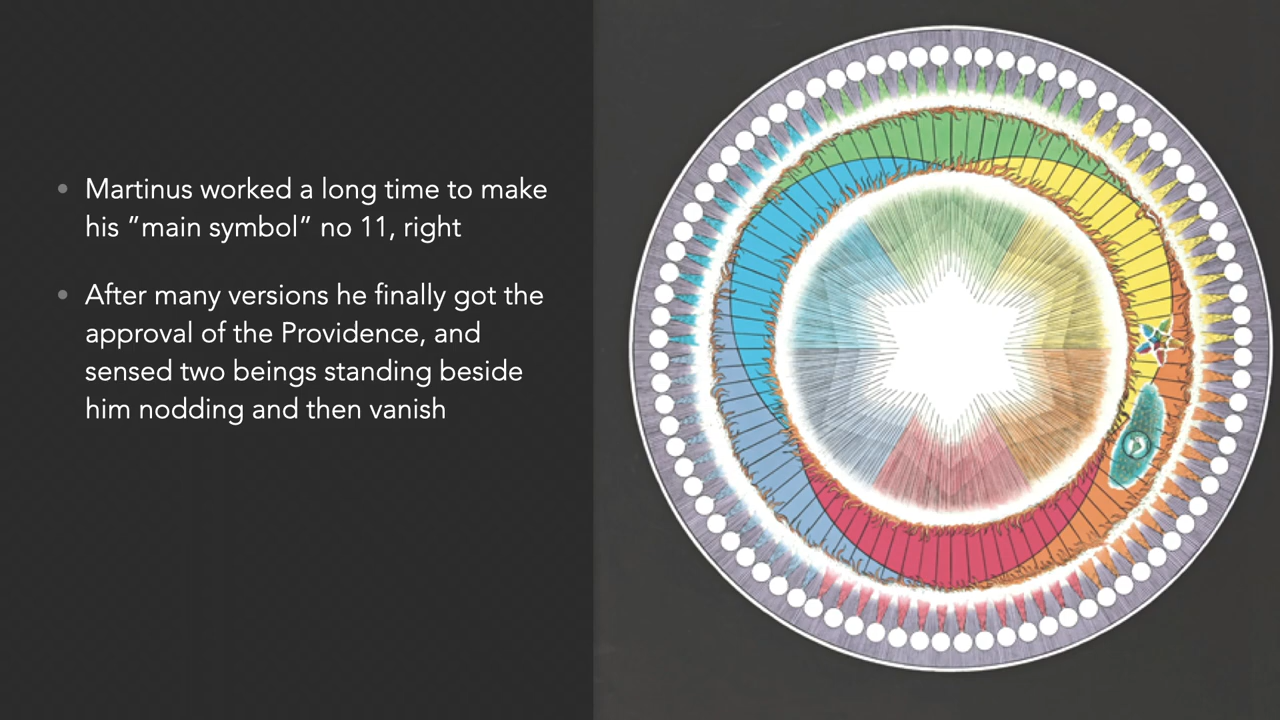 Martinus worked a long time to make
his ”main symbol” no 11, right
After many versions he finally got the
approval of the Providence, and
sensed two beings standing beside
him nodding and then vanish